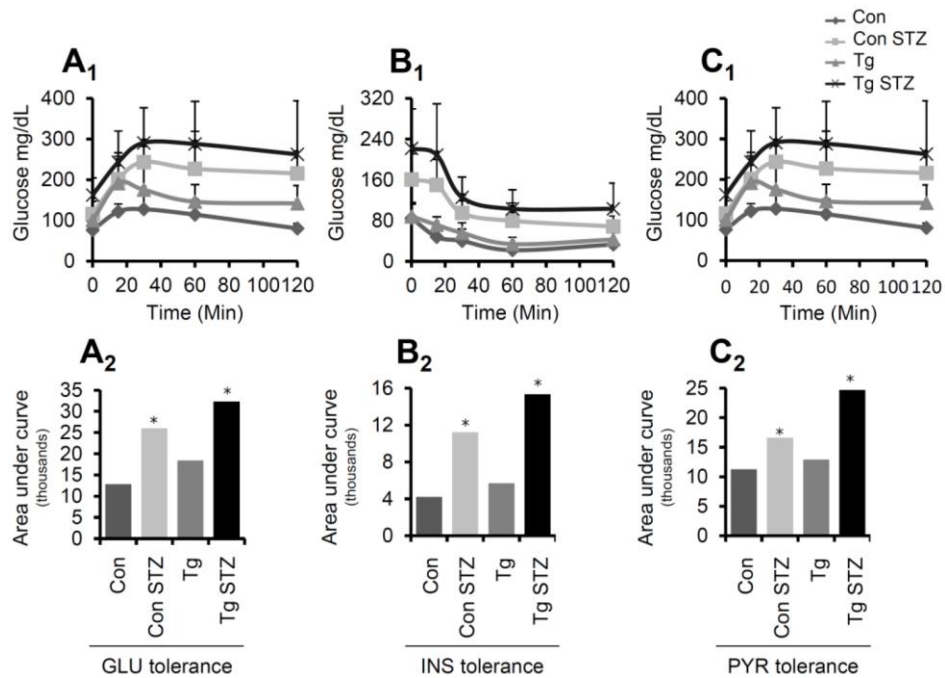 Con
Con STZ
Tg
Tg STZ
A1
Glucose mg/dL
400
300
200
100
0
0 20 40 60 80 100 120
Time (Min)
B1
Glucose mg/dL
320
240
160
80
0
0 20 40 60 80 100 120
Time (Min)
C1
Glucose mg/dL
400
300
200
100
0
0 20 40 60 80 100 120
Time (Min)
A2
Area under curve
(thousands)
35
30
25
20
15
10
5
0
*
*
Con
Con STZ
Tg
Tg STZ
GLU tolerance
B2
Area under curve
(thousands)
16
12
8
4
0
*
*
Con
Con STZ
Tg
Tg STZ
INS tolerance
C2
Area under curve
(thousands)
25
20
15
10
5
0
*
*
Con
Con STZ
Tg
Tg STZ
PYR tolerance